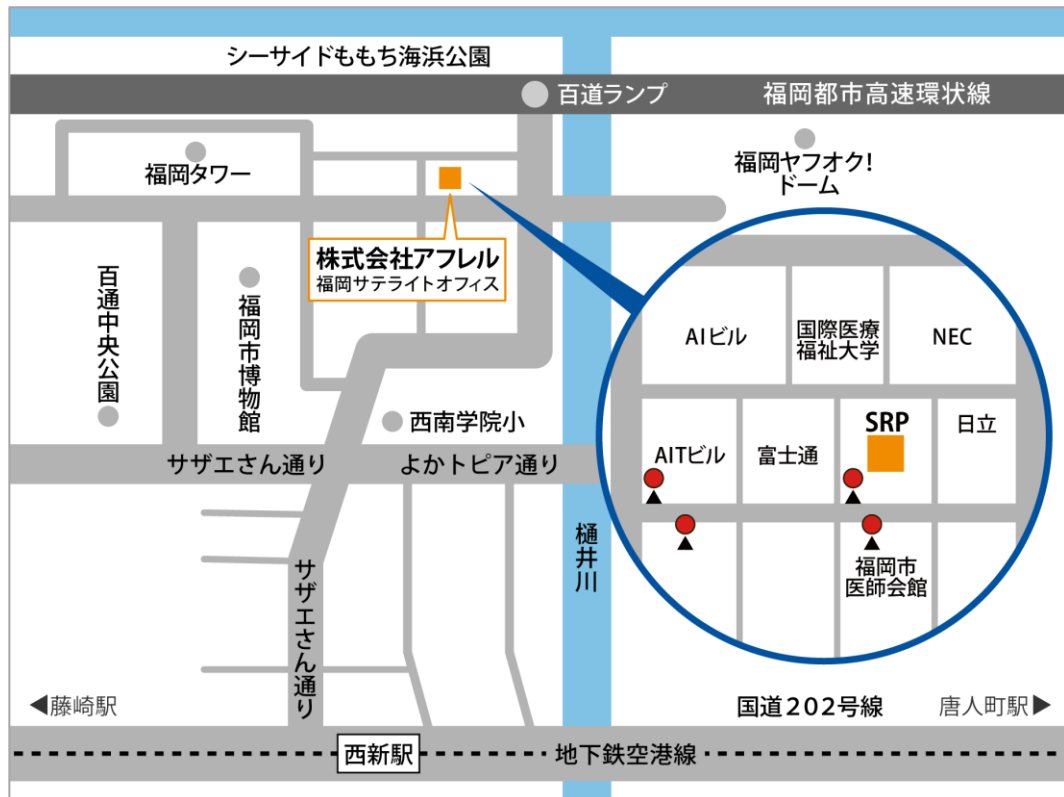 シーサイドももち海浜公園
百道ランプ
福岡都市高速環状線
福岡タワー
福岡ヤフオク!
ドーム
株式会社アフレル
福岡サテライトオフィス
百通中央公園
福岡市博物館
AIビル
国際医療
福祉大学
NEC
西南学院小
SRP
日立
AITビル
富士通
サザエさん通り
よかトピア通り
樋井川
福岡市
医師会館
サザエさん通り
◀藤崎駅
国道202号線
唐人町駅▶
西新駅
地下鉄空港線